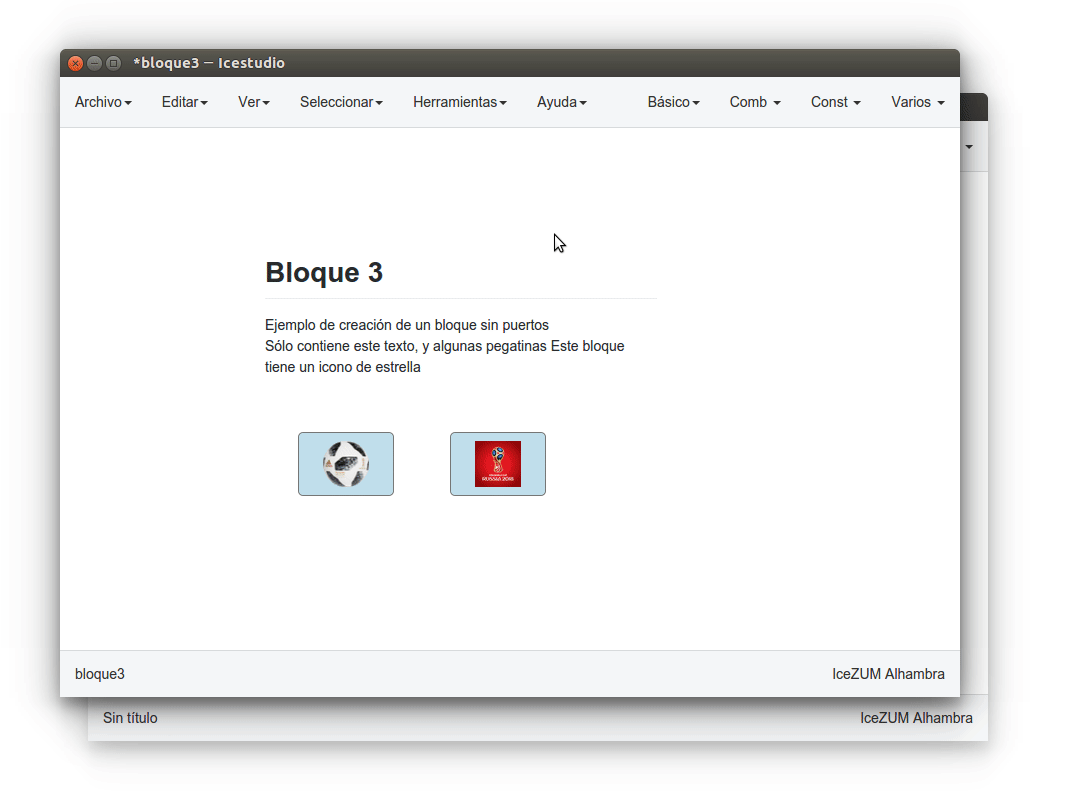 *bloque3 – Icestudio
Archivo Editar Ver Seleccionar Herramientas Ayuda Básico Comb Const Varios
Bloque 3
Ejemplo de creación de un bloque sin puertos
Sólo contiene este texto, y algunas pegatinas Este bloque
tiene un icono de estrella
RUSSIA 2018
bloque3 IceZUM Alhambra
Sin título IceZUM Alhambra